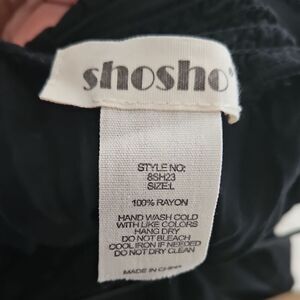 shosho
STYLE NO:
8SH23
SIZE:L
100% RAYON
HAND WASH COLD
WITH LIKE COLORS
HANG DRY
DO NOT BLEACH
COOL IRON IF NEEDED
DO NOT DRY CLEAN
MADE IN CHINA